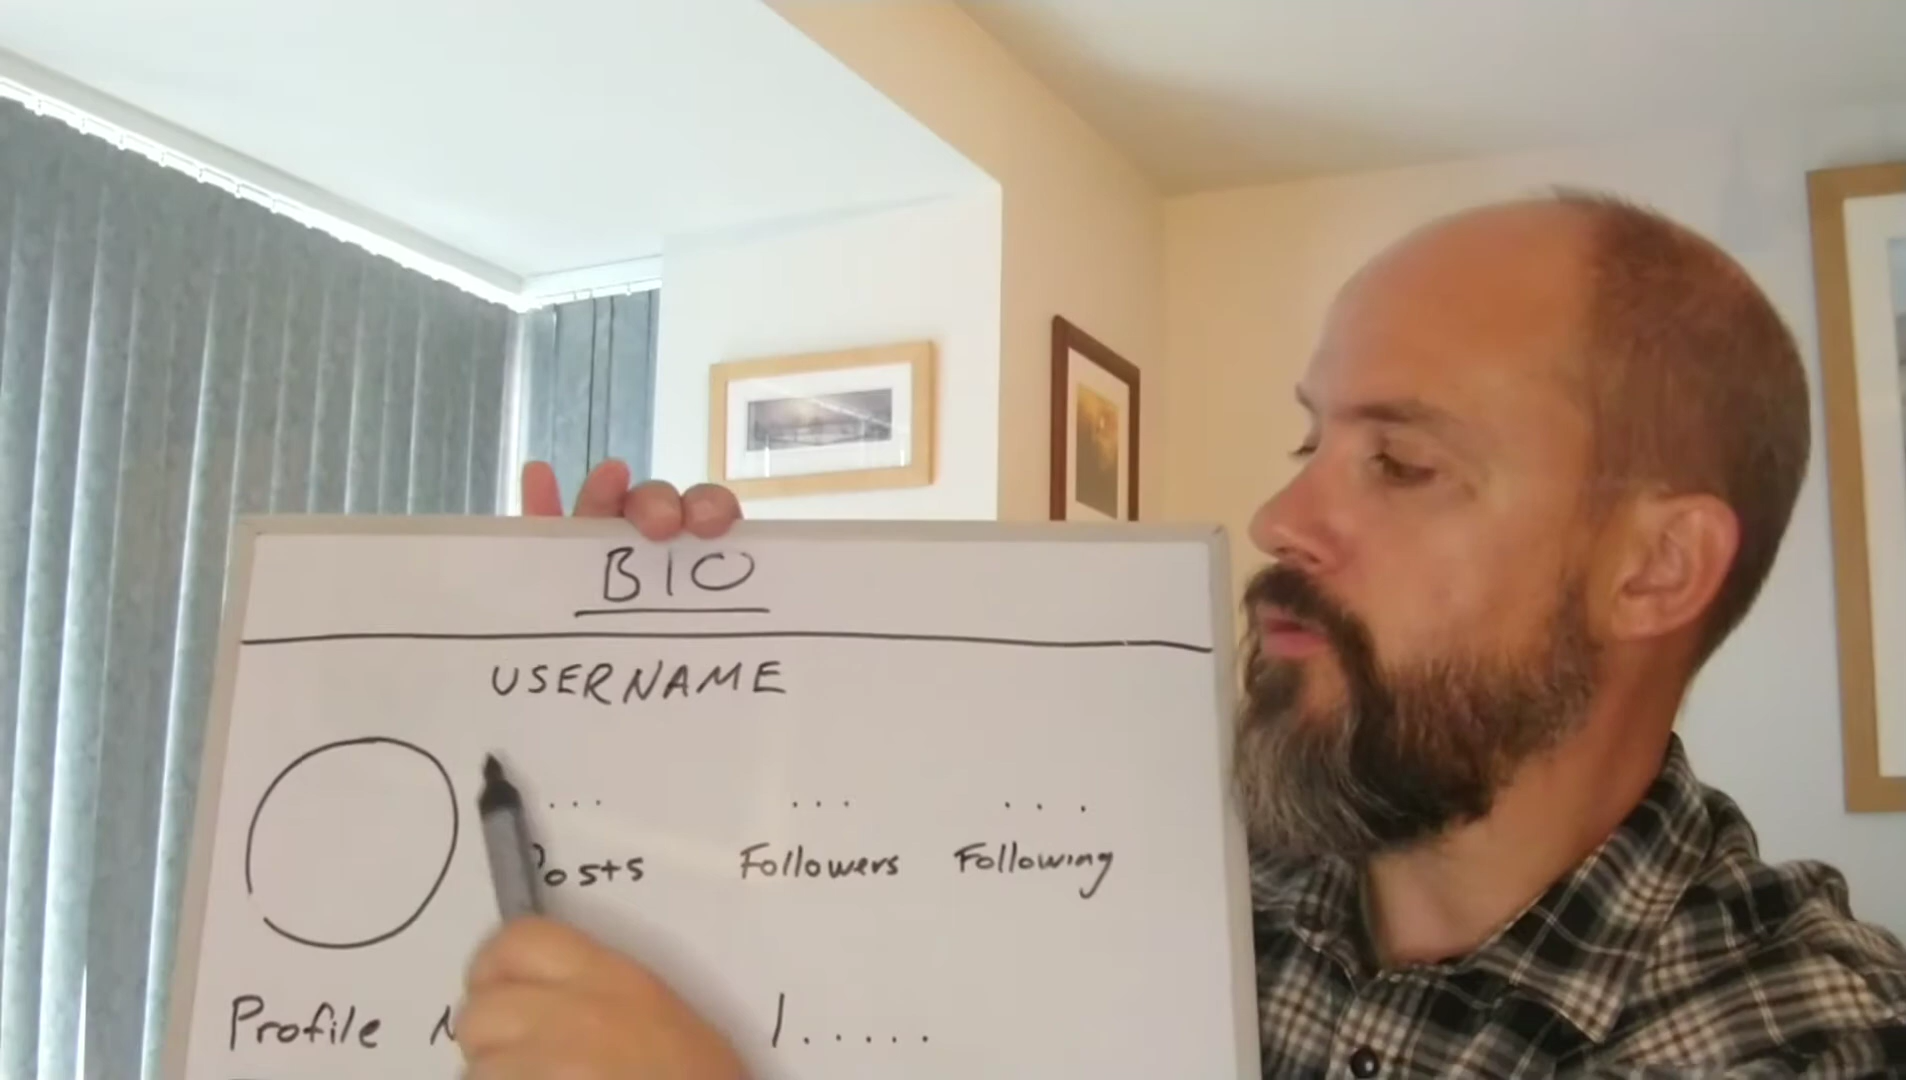 BIO
USERNAME
... ... ...
Posts Followers Following
Profile | .....